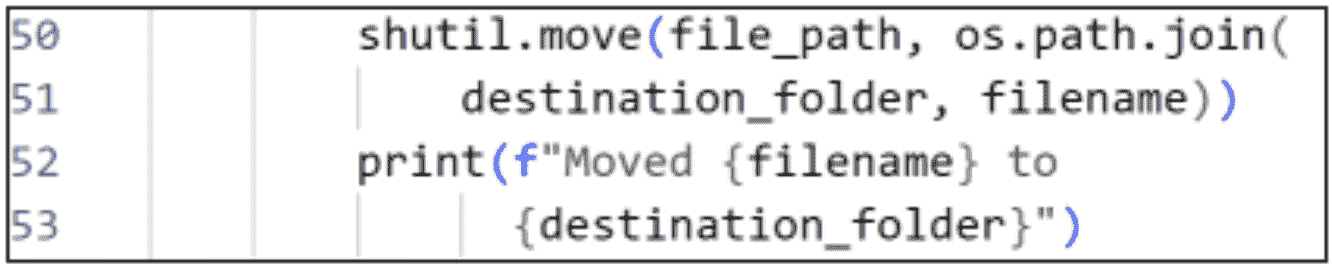 50 shutil.move(file_path, os.path.join(
51 destination_folder, filename))
52 print(f"Moved {filename} to
53 {destination_folder}")